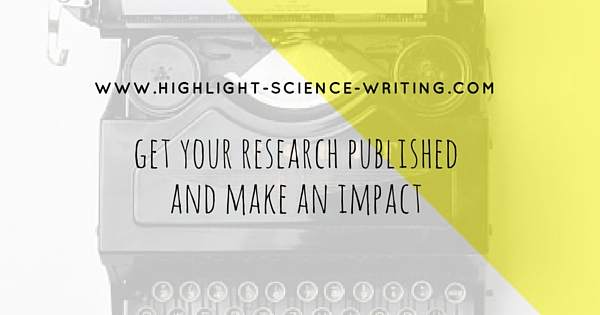 WWW.HIGHLIGHT-SCIENCE-WRITING.COM
GET YOUR RESEARCH PUBLISHED
AND MAKE AN IMPACT